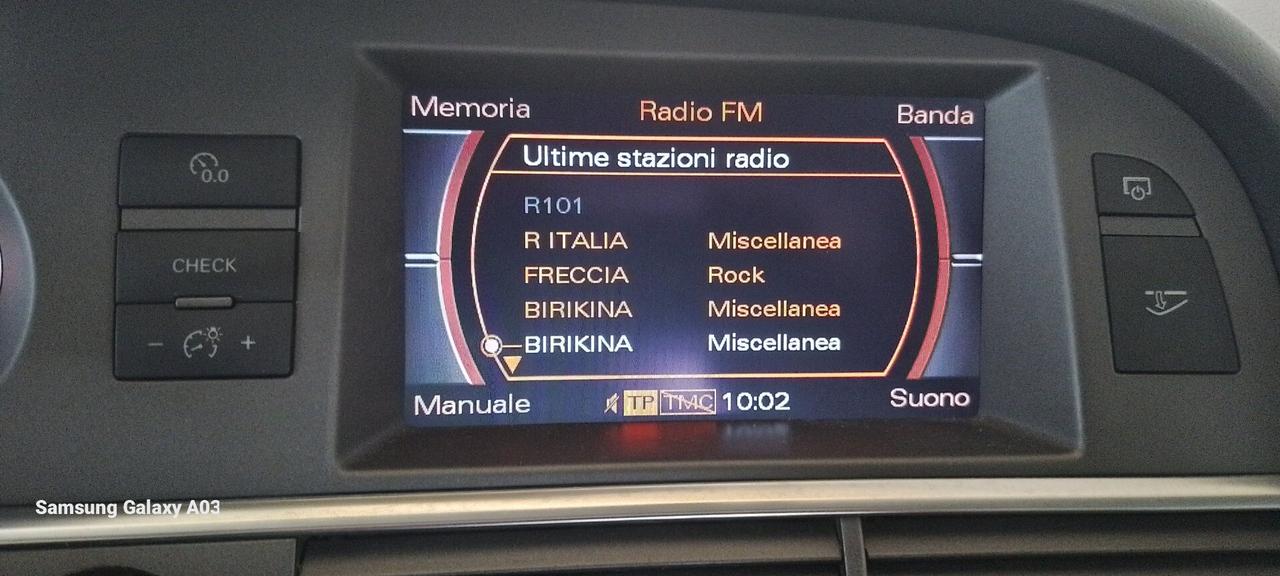 Memoria Radio FM Banda
Ultime stazioni radio
R101
R ITALIA Miscellanea
FRECCIA Rock
BIRIKINA Miscellanea
BIRIKINA Miscellanea
Manuale TP TMC 10:02 Suono
0.0
CHECK
- +
Samsung Galaxy A03